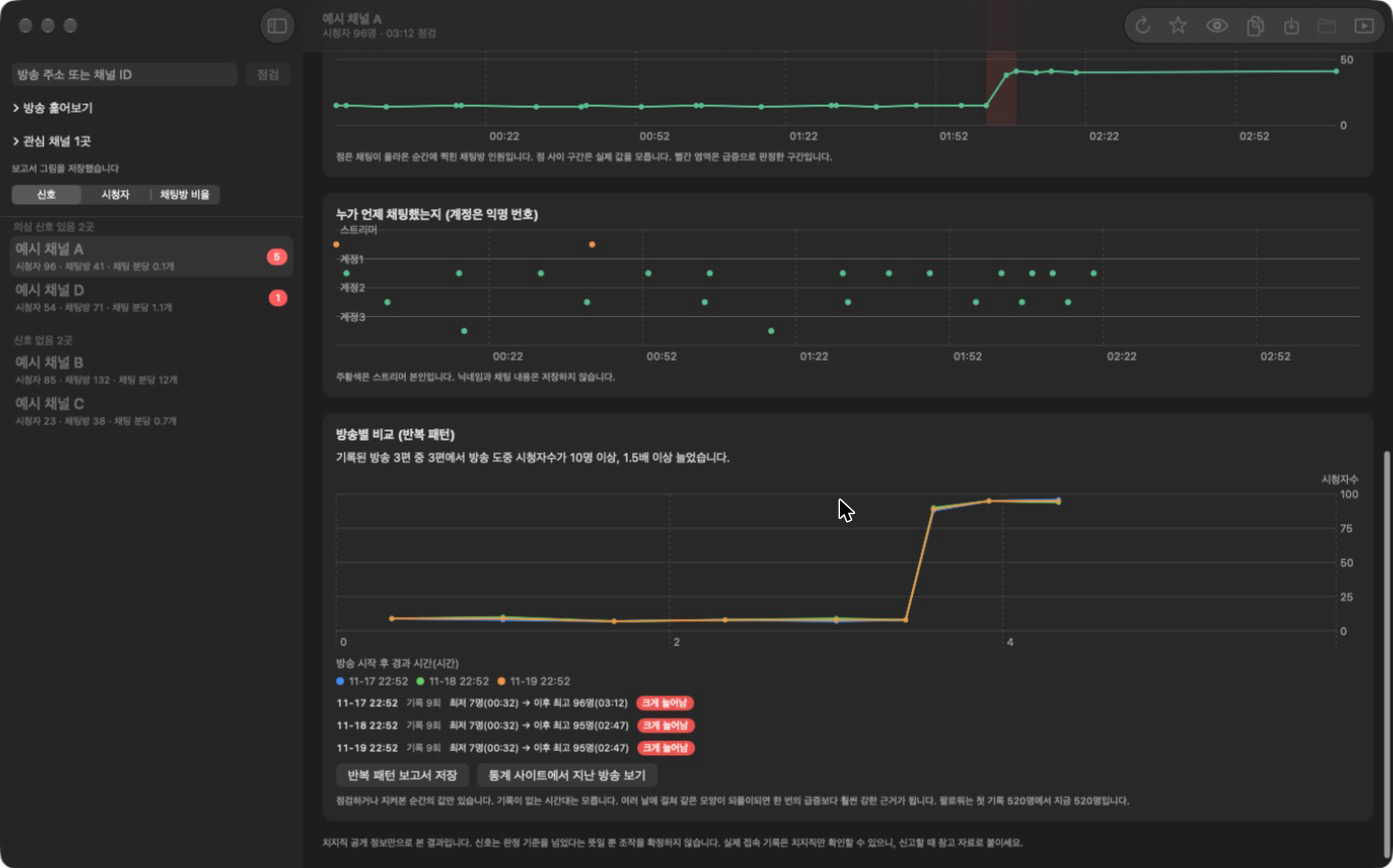 예시 채널 A
시청자 96명 · 03:12 점검
방송 주소 또는 채널 ID
점검
방송 훑어보기
관심 채널 1곳
보고서 그림을 저장했습니다
신호
시청자
채팅방 비율
의심 신호 있음 2곳
예시 채널 A
5
시청자 96 · 채팅방 41 · 채팅 분당 0.1개
예시 채널 D
1
시청자 54 · 채팅방 71 · 채팅 분당 1.1개
신호 없음 2곳
예시 채널 B
시청자 85 · 채팅방 132 · 채팅 분당 12개
예시 채널 C
시청자 23 · 채팅방 38 · 채팅 분당 0.7개
50
0
00:22 00:52 01:22 01:52 02:22 02:52
점은 채팅이 올라온 순간에 찍힌 채팅방 인원입니다. 점 사이 구간은 실제 값을 모릅니다. 빨간 영역은 급증으로 판정한 구간입니다.
누가 언제 채팅했는지 (계정은 익명 번호)
스트리머
계정1
계정2
계정3
00:22 00:52 01:22 01:52 02:22 02:52
주황색은 스트리머 본인입니다. 닉네임과 채팅 내용은 저장하지 않습니다.
방송별 비교 (반복 패턴)
기록된 방송 3편 중 3편에서 방송 도중 시청자수가 10명 이상, 1.5배 이상 늘었습니다.
시청자수
100
75
50
25
0
0 2 4
방송 시작 후 경과 시간(시간)
11-17 22:52 11-18 22:52 11-19 22:52
11-17 22:52 기록 9회 최저 7명(00:32) → 이후 최고 96명(03:12) 크게 늘어남
11-18 22:52 기록 9회 최저 7명(00:32) → 이후 최고 95명(02:47) 크게 늘어남
11-19 22:52 기록 9회 최저 7명(00:32) → 이후 최고 95명(02:47) 크게 늘어남
반복 패턴 보고서 저장
통계 사이트에서 지난 방송 보기
점검하거나 지켜본 순간의 값만 있습니다. 기록이 없는 시간대는 모릅니다. 여러 날에 걸쳐 같은 모양이 되풀이되면 한 번의 급증보다 훨씬 강한 근거가 됩니다. 팔로워는 첫 기록 520명에서 지금 520명입니다.
치지직 공개 정보만으로 본 결과입니다. 신호는 판정 기준을 넘었다는 뜻일 뿐 조작을 확정하지 않습니다. 실제 접속 기록은 치지직만 확인할 수 있으니, 신고할 때 참고 자료로 붙이세요.